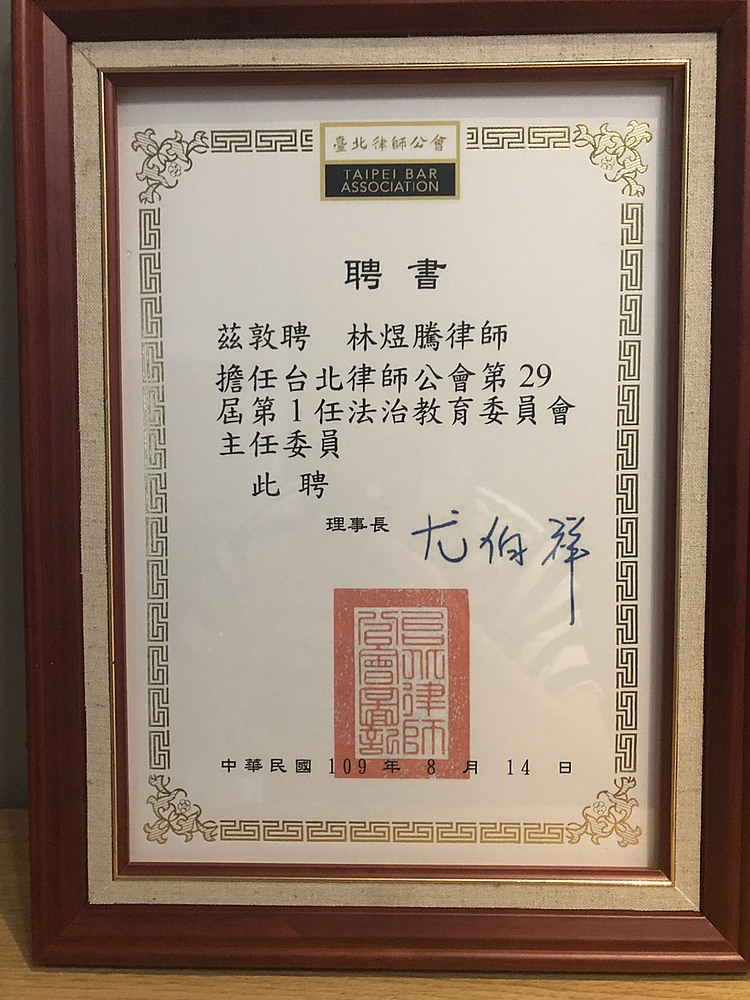 臺北律師公會
TAIPEI BAR
ASSOCIATION
聘書
茲敦聘 林煜騰律師
擔任台北律師公會第29
屆第1任法治教育委員會
主任委員
此聘
理事長 尤伯祥
中華民國 109 年 8 月 14 日